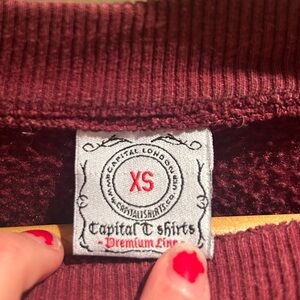 CAPITAL LONDON
XS
Capital T shirts
- Premium Line -